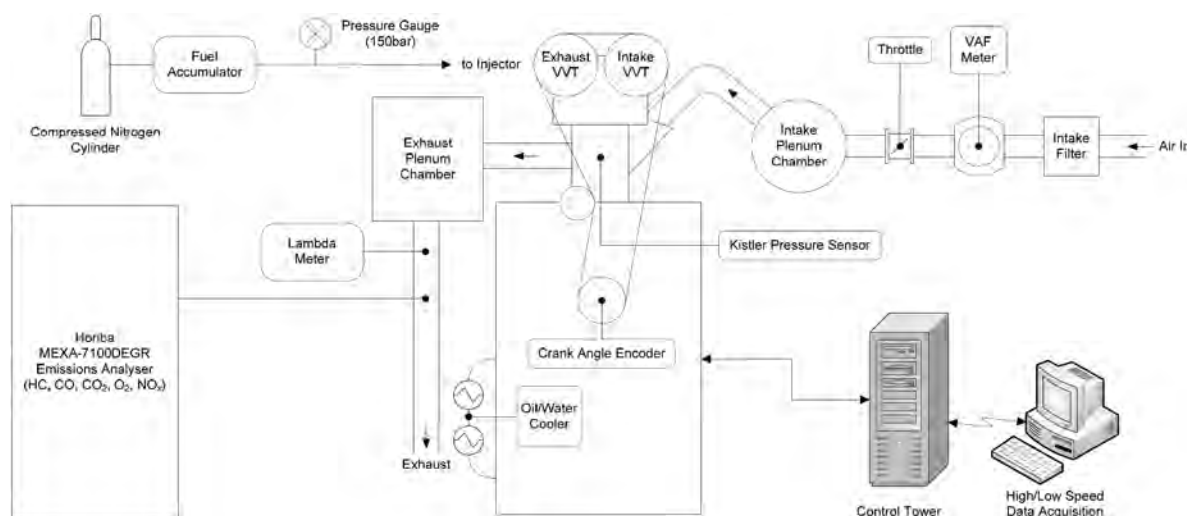 Pressure Gauge
(150bar)
Fuel
Accumulator
to Injector
Compressed Nitrogen
Cylinder
Exhaust
VVT
Intake
VVT
Throttle
VAF
Meter
Intake
Plenum
Chamber
Intake
Filter
Air I
Exhaust
Plenum
Chamber
Lambda
Meter
Kistler Pressure Sensor
Horiba
MEXA-7100DEGR
Emissions Analyser
(HC, CO, CO₂, O₂, NOₓ)
Crank Angle Encoder
Oil/Water
Cooler
Exhaust
Control Tower
High/Low Speed
Data Acquisition